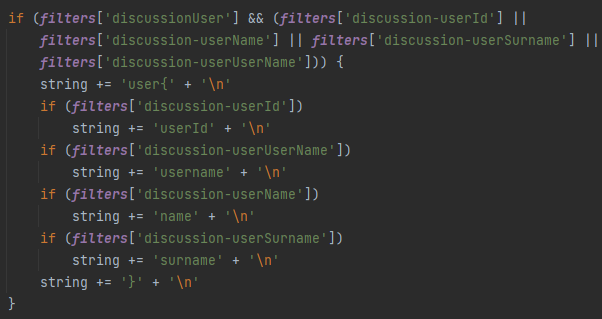 if (filters['discussionUser'] && (filters['discussion-userId'] ||
    filters['discussion-userName'] || filters['discussion-userSurname'] ||
    filters['discussion-userUserName'])) {
    string += 'user{' + '\n'
    if (filters['discussion-userId'])
        string += 'userId' + '\n'
    if (filters['discussion-userUserName'])
        string += 'username' + '\n'
    if (filters['discussion-userName'])
        string += 'name' + '\n'
    if (filters['discussion-userSurname'])
        string += 'surname' + '\n'
    string += '}' + '\n'
}